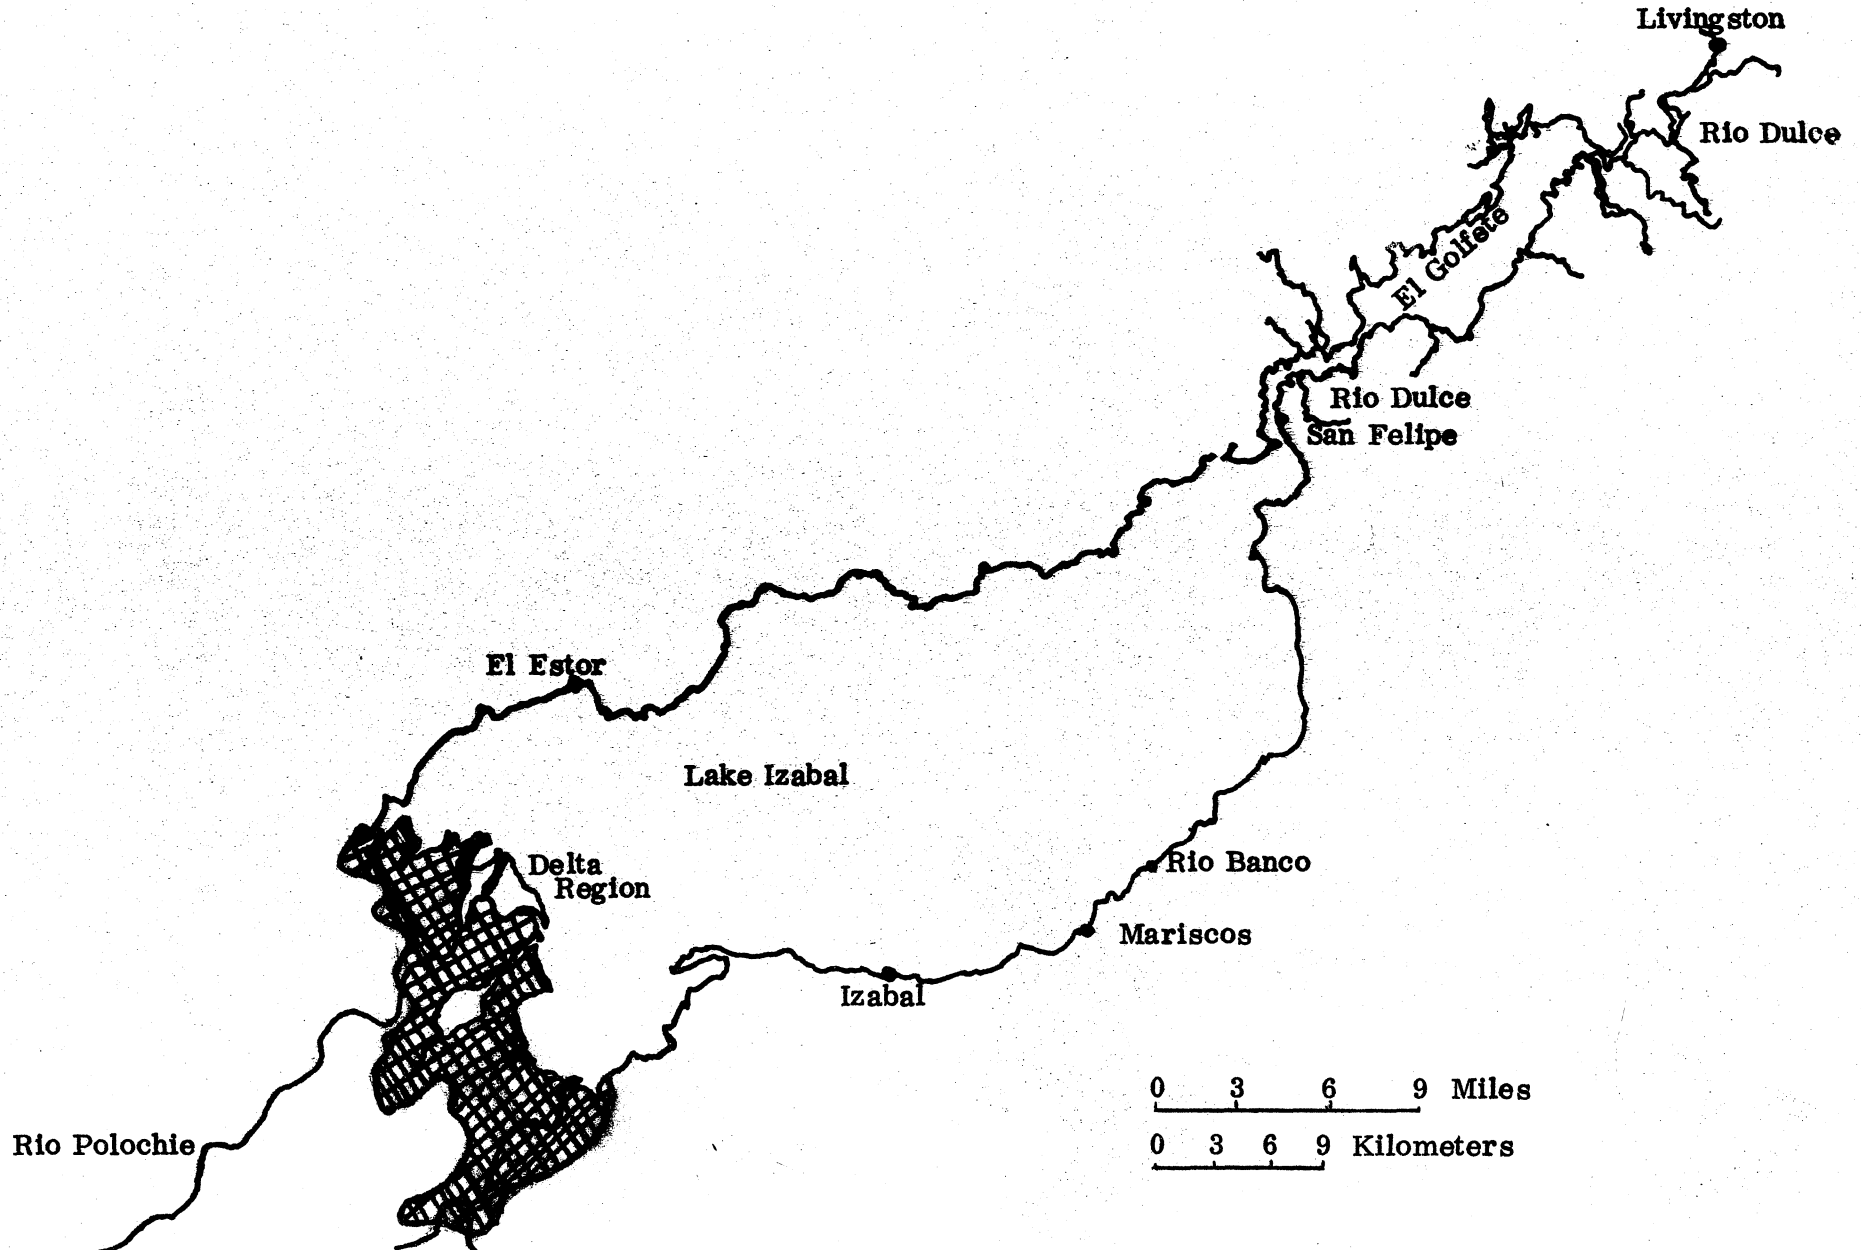 Livingston
Rio Dulce
El Golfete
Rio Dulce
San Felipe
El Estor
Lake Izabal
Delta
Region
Rio Banco
Mariscos
Izabal
0 3 6 9 Miles
0 3 6 9 Kilometers
Rio Polochie